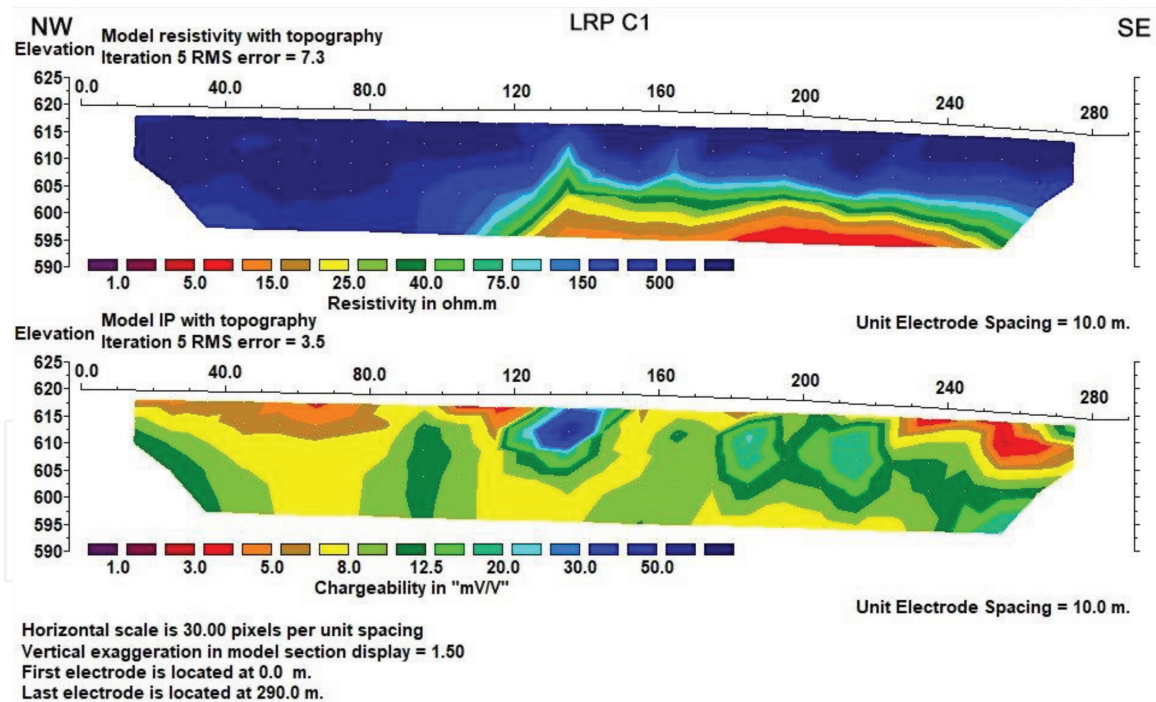 NW LRP C1 SE
Elevation Model resistivity with topography
Iteration 5 RMS error = 7.3
0.0 40.0 80.0 120 160 200 240 280
625
620
615
610
605
600
595
590
1.0 5.0 15.0 25.0 40.0 75.0 150 500
Resistivity in ohm.m
Unit Electrode Spacing = 10.0 m.
Elevation Model IP with topography
Iteration 5 RMS error = 3.5
0.0 40.0 80.0 120 160 200 240 280
625
620
615
610
605
600
595
590
1.0 3.0 5.0 8.0 12.5 20.0 30.0 50.0
Chargeability in "mV/V"
Unit Electrode Spacing = 10.0 m.
Horizontal scale is 30.00 pixels per unit spacing
Vertical exaggeration in model section display = 1.50
First electrode is located at 0.0 m.
Last electrode is located at 290.0 m.